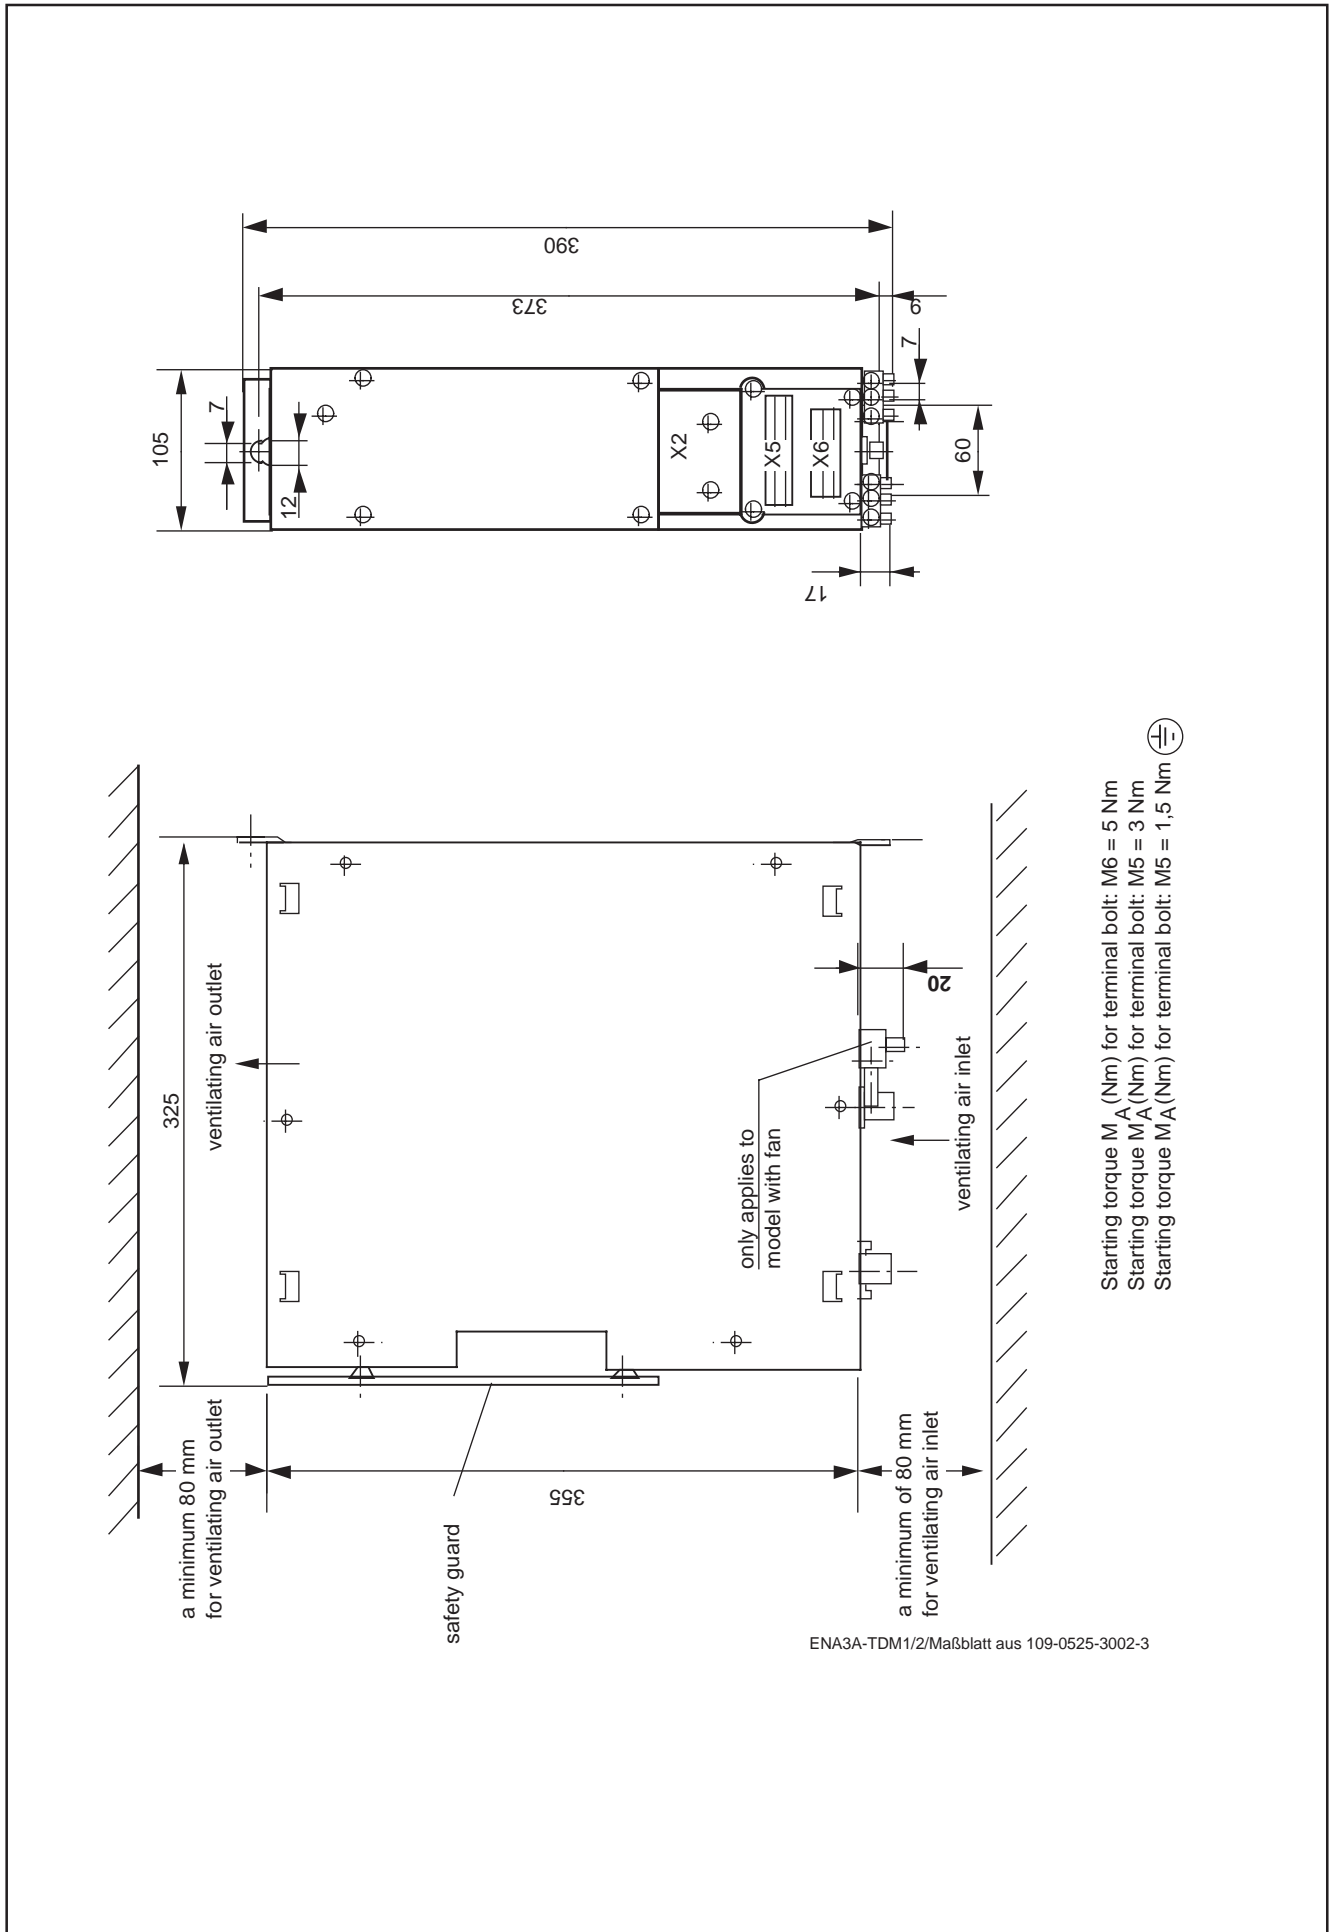 390
373
9
7
105
7
12
X2
X5
X6
60
17
325
ventilating air outlet
20
only applies to
model with fan
ventilating air inlet
Starting torque MA (Nm) for terminal bolt: M6 = 5 Nm
Starting torque MA (Nm) for terminal bolt: M5 = 3 Nm
Starting torque MA (Nm) for terminal bolt: M5 = 1,5 Nm
a minimum 80 mm
for ventilating air outlet
355
safety guard
a minimum of 80 mm
for ventilating air inlet
ENA3A-TDM1/2/Maßblatt aus 109-0525-3002-3